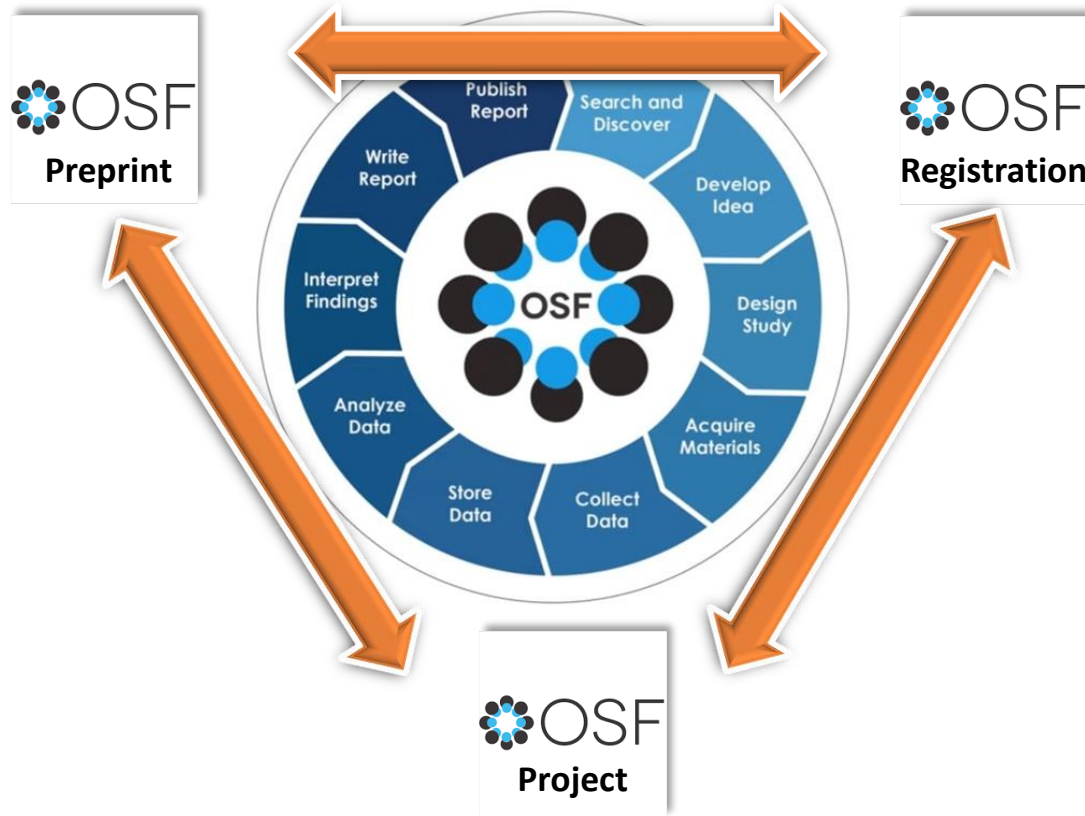 OSF
Preprint
OSF
Registration
Publish
Report
Search and
Discover
Write
Report
Develop
Idea
Interpret
Findings
OSF
Design
Study
Analyze
Data
Acquire
Materials
Store
Data
Collect
Data
OSF
Project